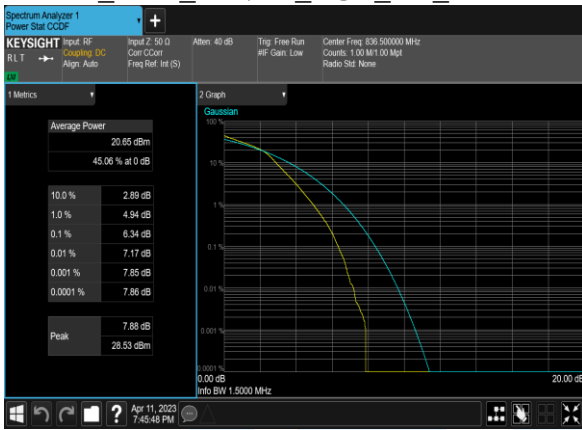 Spectrum Analyzer 1
Power Stat CCDF
+
KEYSIGHT
RLT
LV
Input: RF
Coupling: DC
Align: Auto
Input Z: 50 Ω
Corr CCorr
Freq Ref: Int (S)
Atten: 40 dB
Trig: Free Run
#IF Gain: Low
Center Freq: 836.500000 MHz
Counts: 1.00 M/1.00 Mpt
Radio Std: None
1 Metrics
Average Power
20.65 dBm
45.06 % at 0 dB
10.0 % 2.89 dB
1.0 % 4.94 dB
0.1 % 6.34 dB
0.01 % 7.17 dB
0.001 % 7.85 dB
0.0001 % 7.86 dB
Peak
7.88 dB
28.53 dBm
2 Graph
Gaussian
100 %
10 %
1 %
0.1 %
0.01 %
0.001 %
0.0001 %
0.00 dB 20.00 dB
Info BW 1.5000 MHz
? Apr 11, 2023
7:45:48 PM